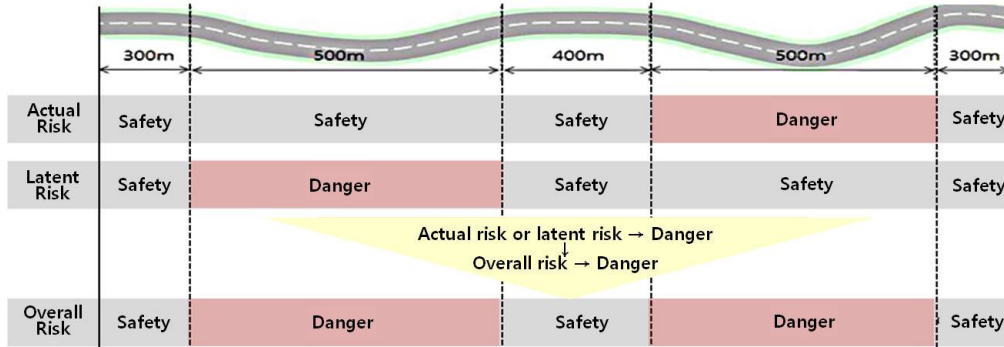 300m 500m 400m 500m 300m
Actual
Risk
Safety Safety Safety Danger Safety
Latent
Risk
Safety Danger Safety Safety Safety
Actual risk or latent risk → Danger
↓
Overall risk → Danger
Overall
Risk
Safety Danger Safety Danger Safety